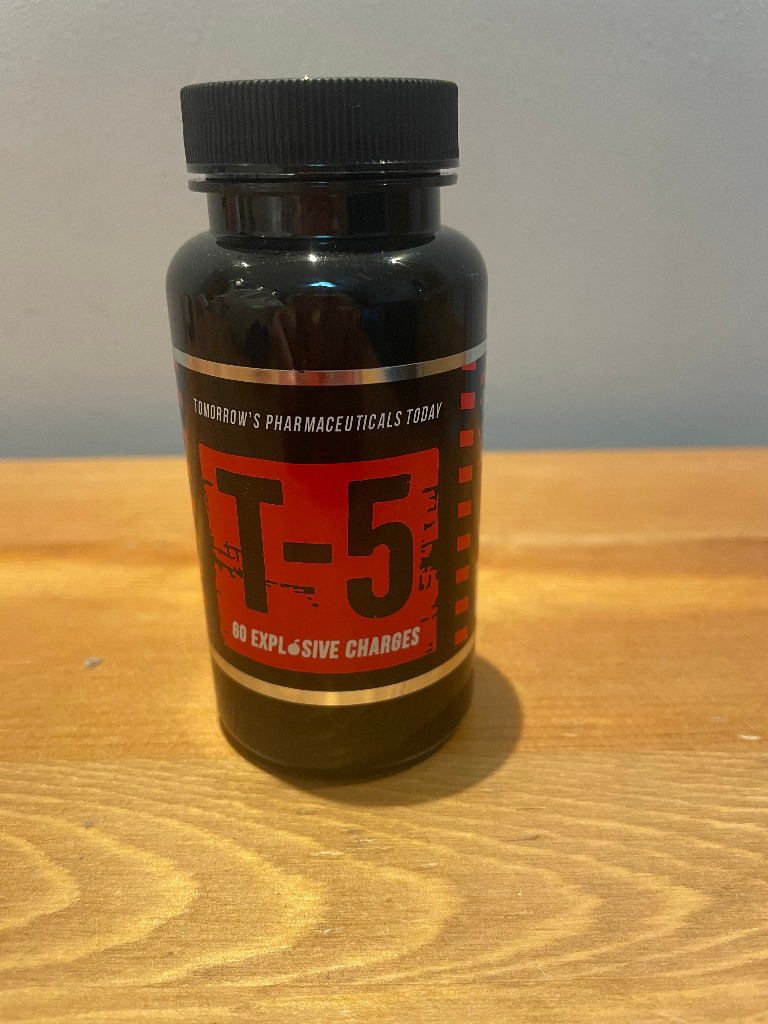 TOMORROW'S PHARMACEUTICALS TODAY
T-5
60 EXPLOSIVE CHARGES